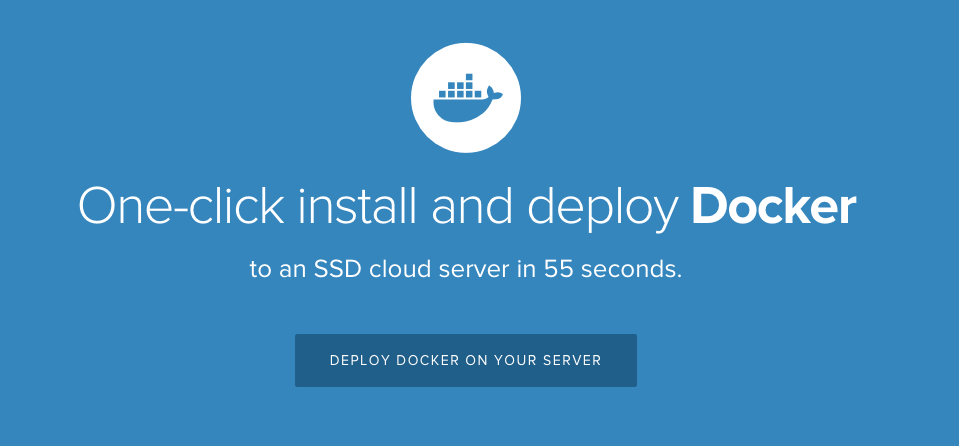 One-click install and deploy Docker
to an SSD cloud server in 55 seconds.
DEPLOY DOCKER ON YOUR SERVER